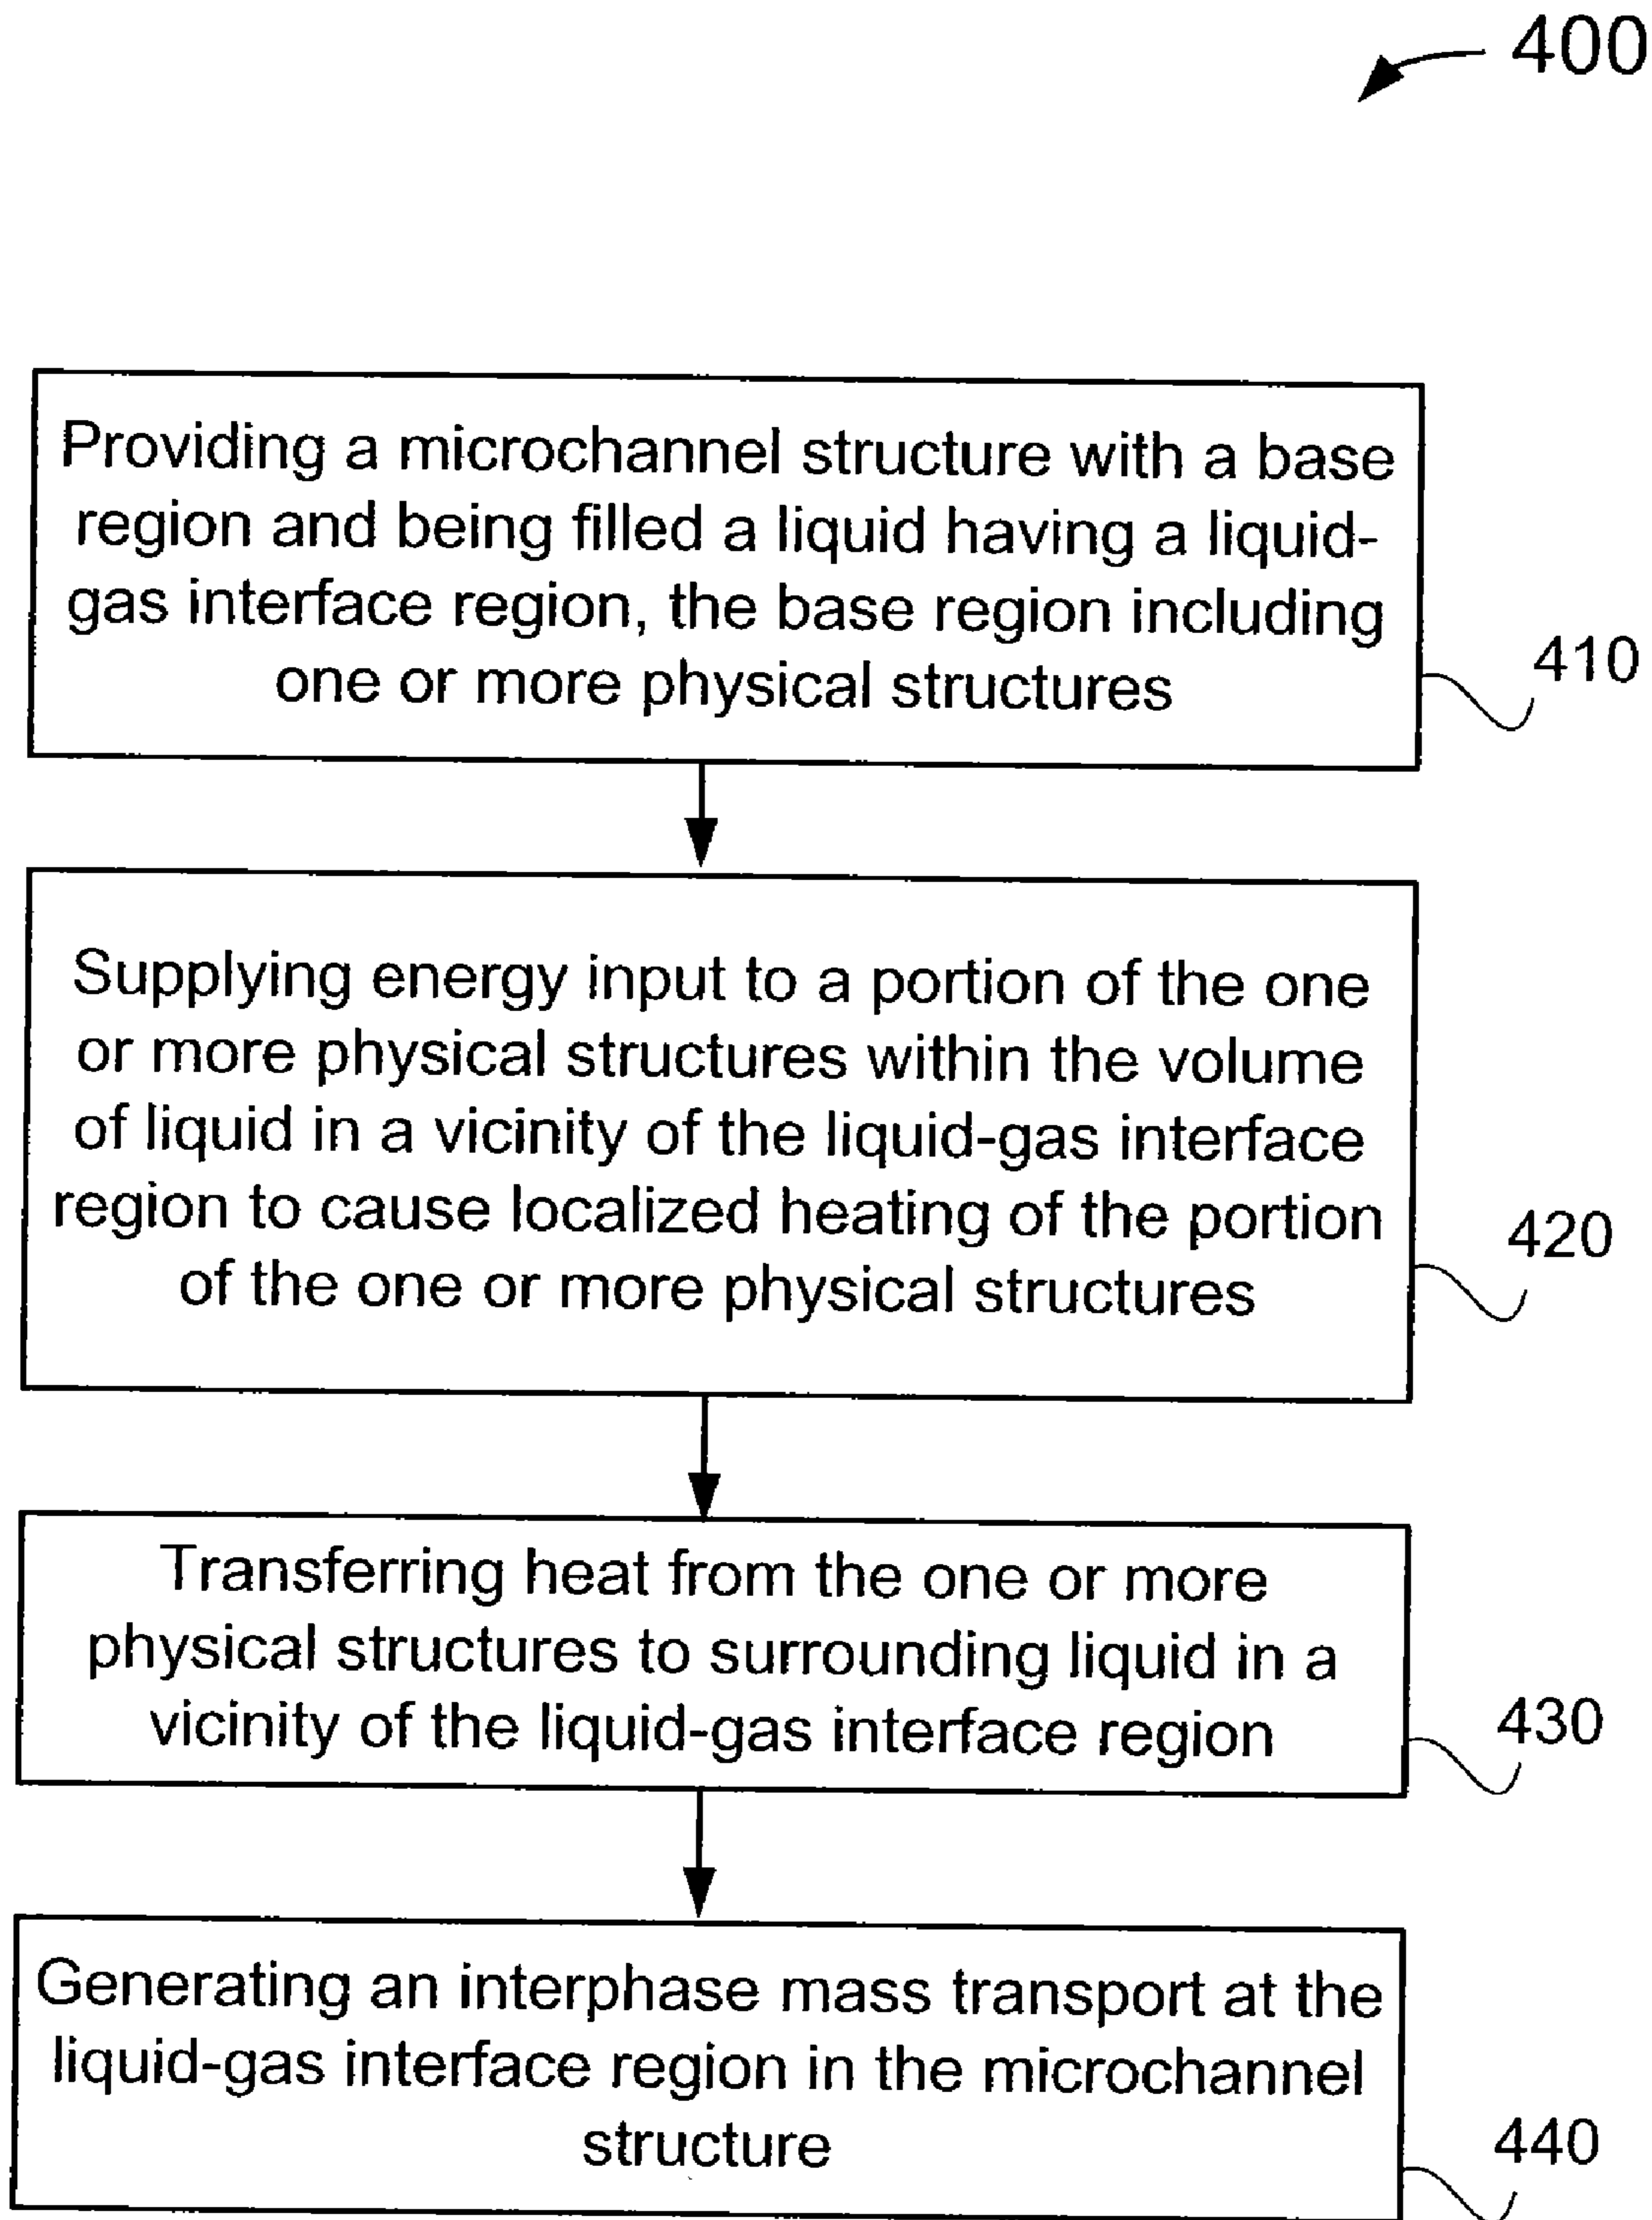 400
Providing a microchannel structure with a base
region and being filled a liquid having a liquid-
gas interface region, the base region including
one or more physical structures
410
Supplying energy input to a portion of the one
or more physical structures within the volume
of liquid in a vicinity of the liquid-gas interface
region to cause localized heating of the portion
of the one or more physical structures
420
Transferring heat from the one or more
physical structures to surrounding liquid in a
vicinity of the liquid-gas interface region
430
Generating an interphase mass transport at the
liquid-gas interface region in the microchannel
structure
440